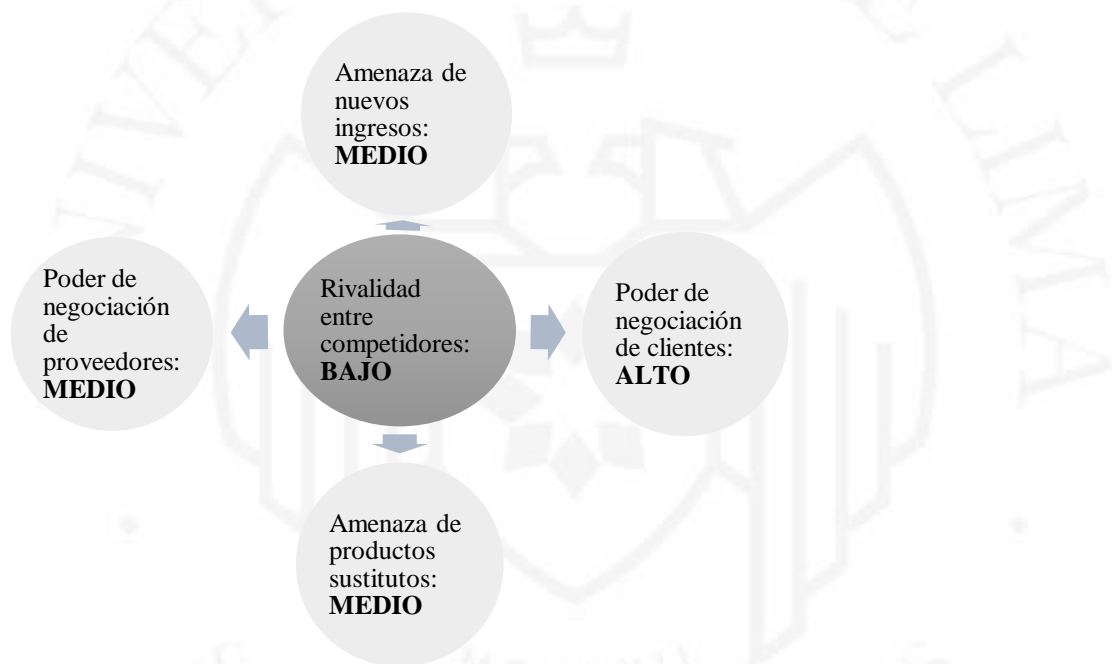 Amenaza de
nuevos
ingresos:
MEDIO
Poder de
negociación
de
proveedores:
MEDIO
Rivalidad
entre
competidores:
BAJO
Poder de
negociación
de clientes:
ALTO
Amenaza de
productos
sustitutos:
MEDIO
LIMA